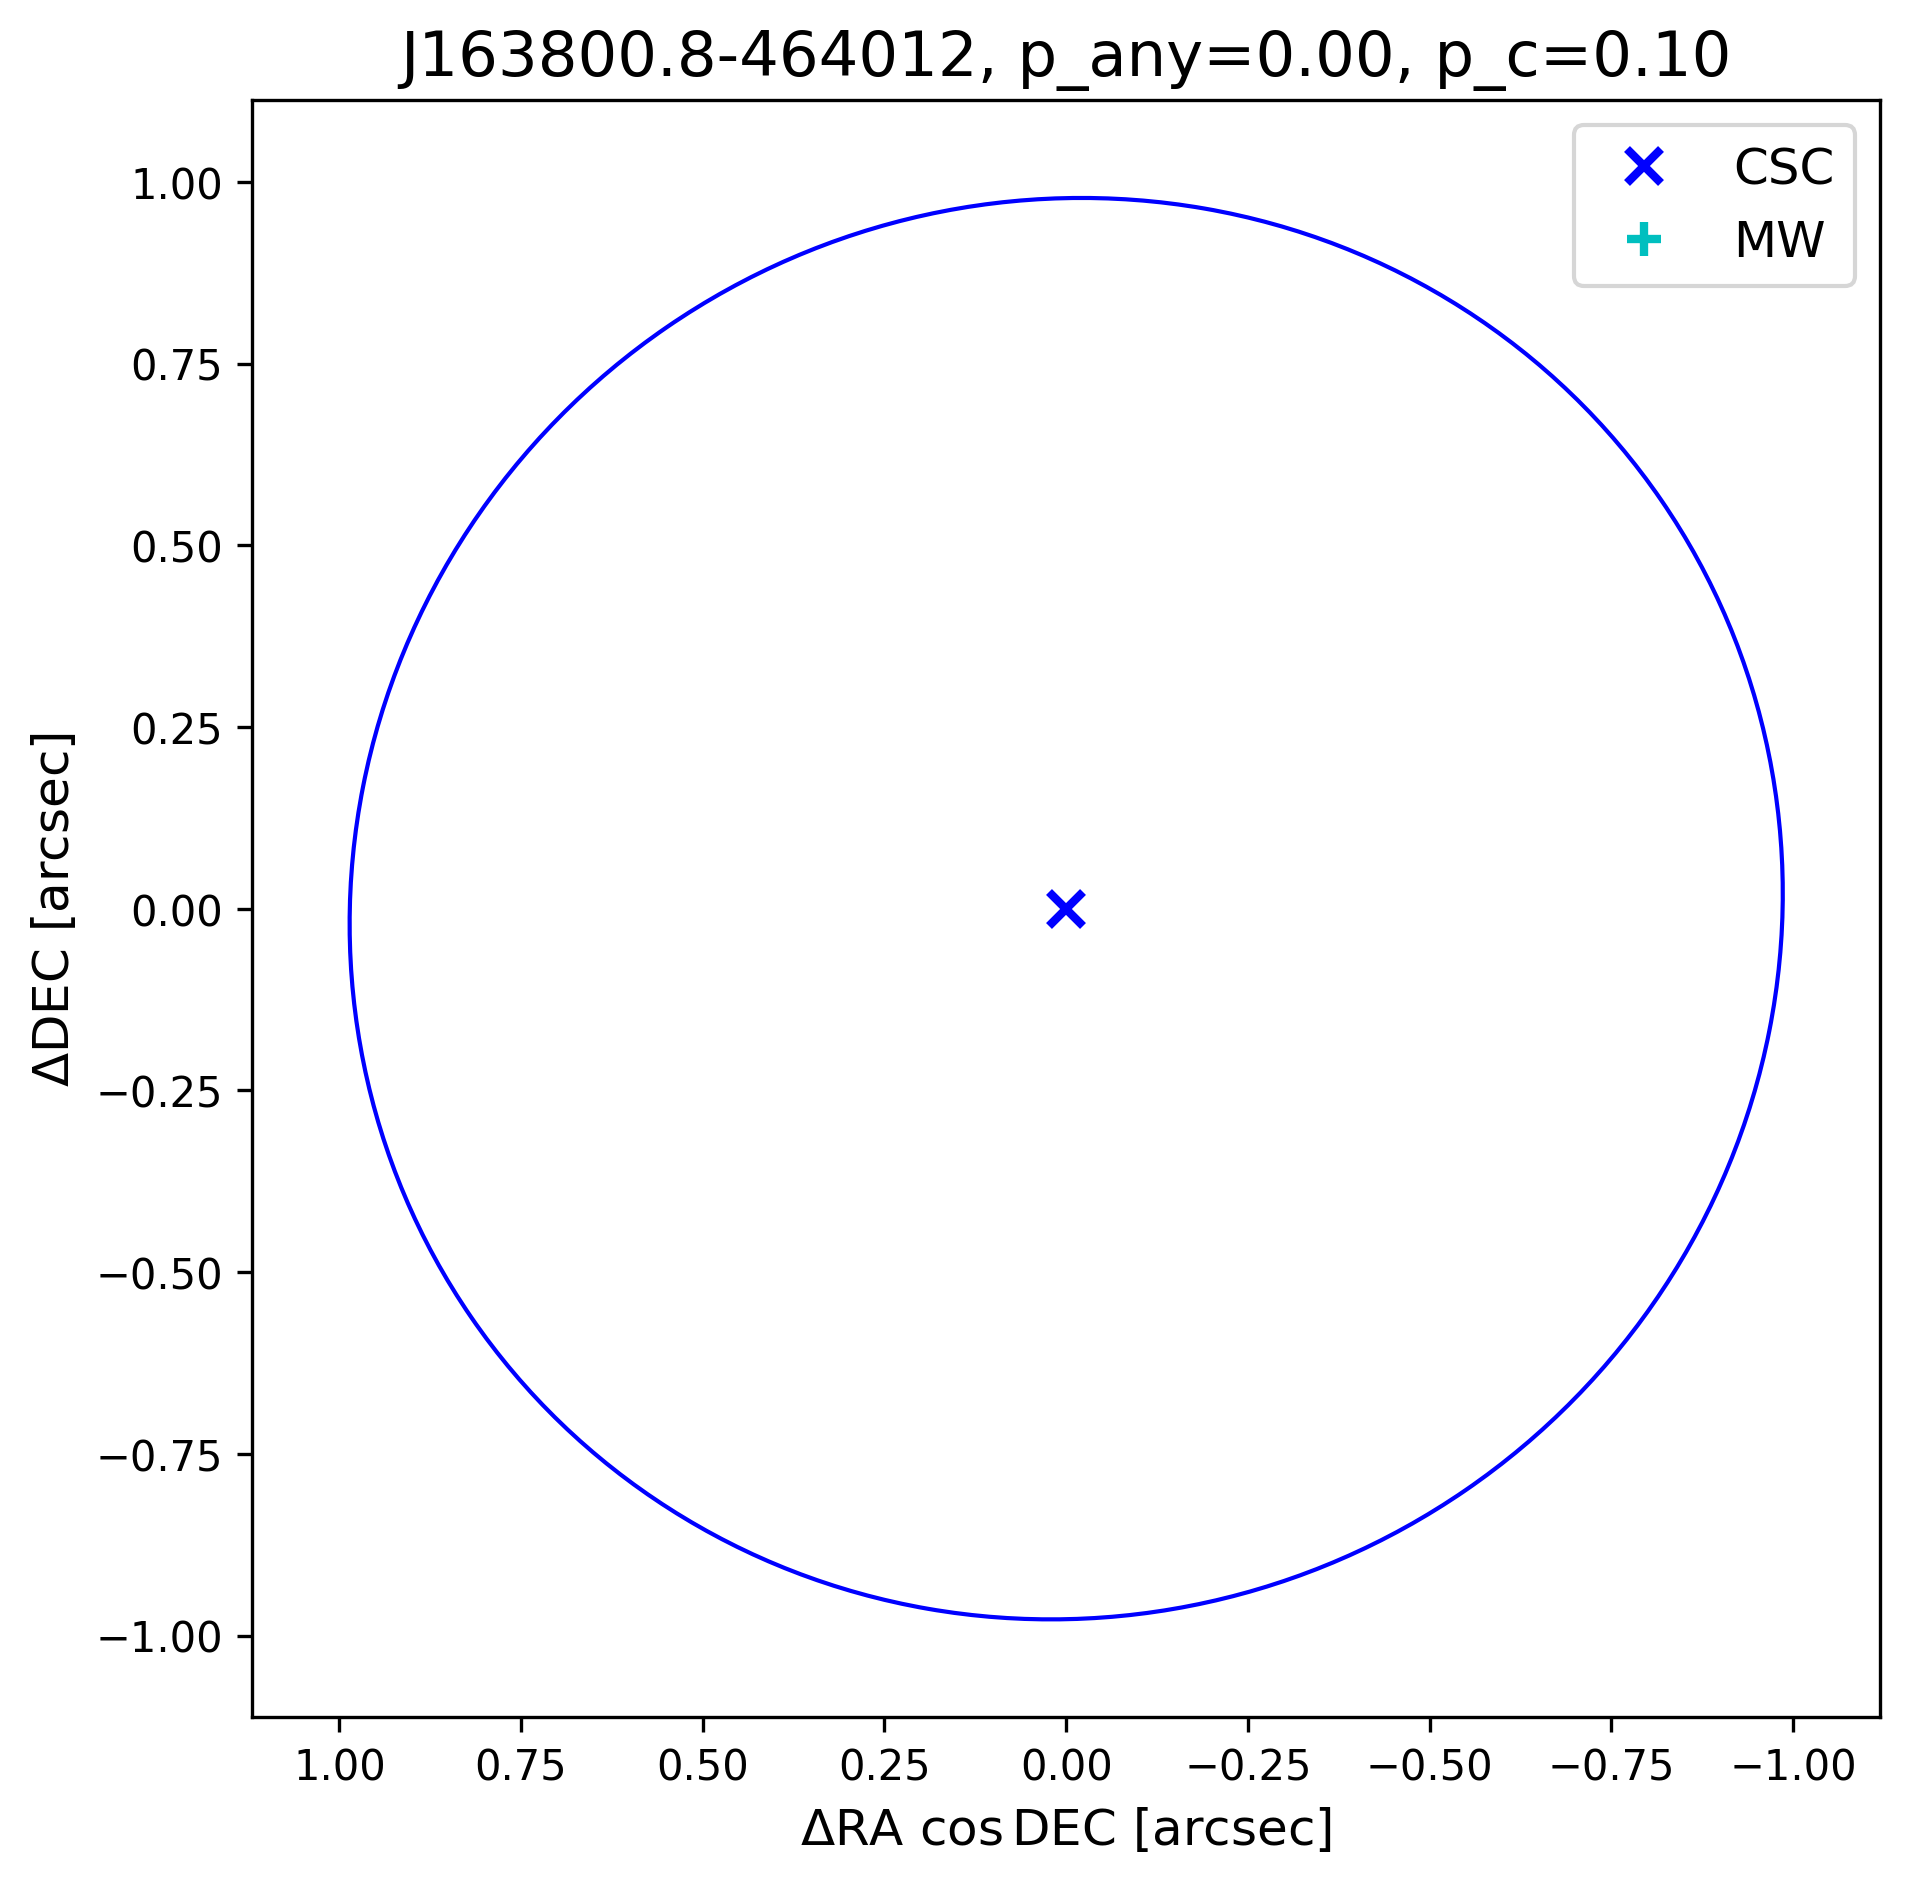 J163800.8-464012, p_any=0.00, p_c=0.10
CSC
MW
1.00
0.75
0.50
0.25
0.00
−0.25
−0.50
−0.75
−1.00
ΔDEC [arcsec]
1.00 0.75 0.50 0.25 0.00 −0.25 −0.50 −0.75 −1.00
ΔRA cos DEC [arcsec]